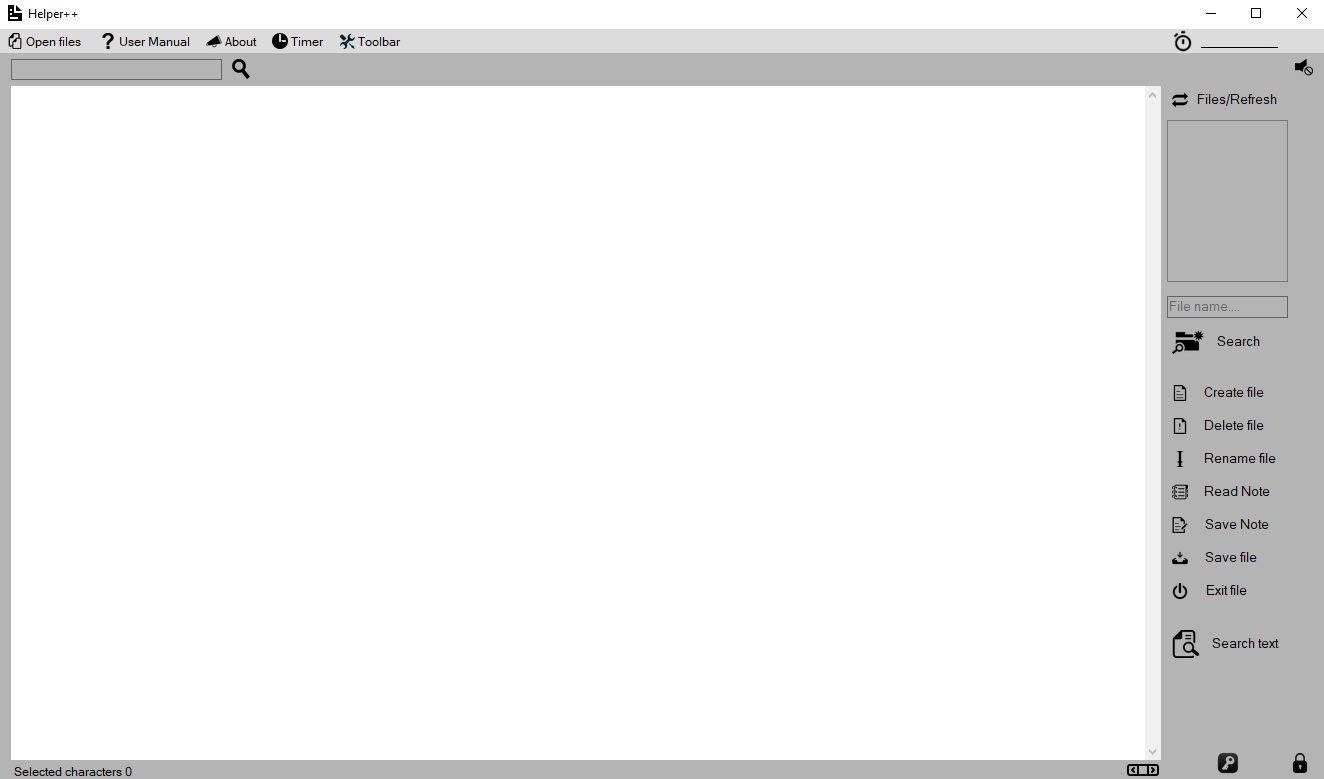 Helper++
Open files
User Manual
About
Timer
Toolbar
Files/Refresh
File name....
Search
Create file
Delete file
Rename file
Read Note
Save Note
Save file
Exit file
Search text
Selected characters 0